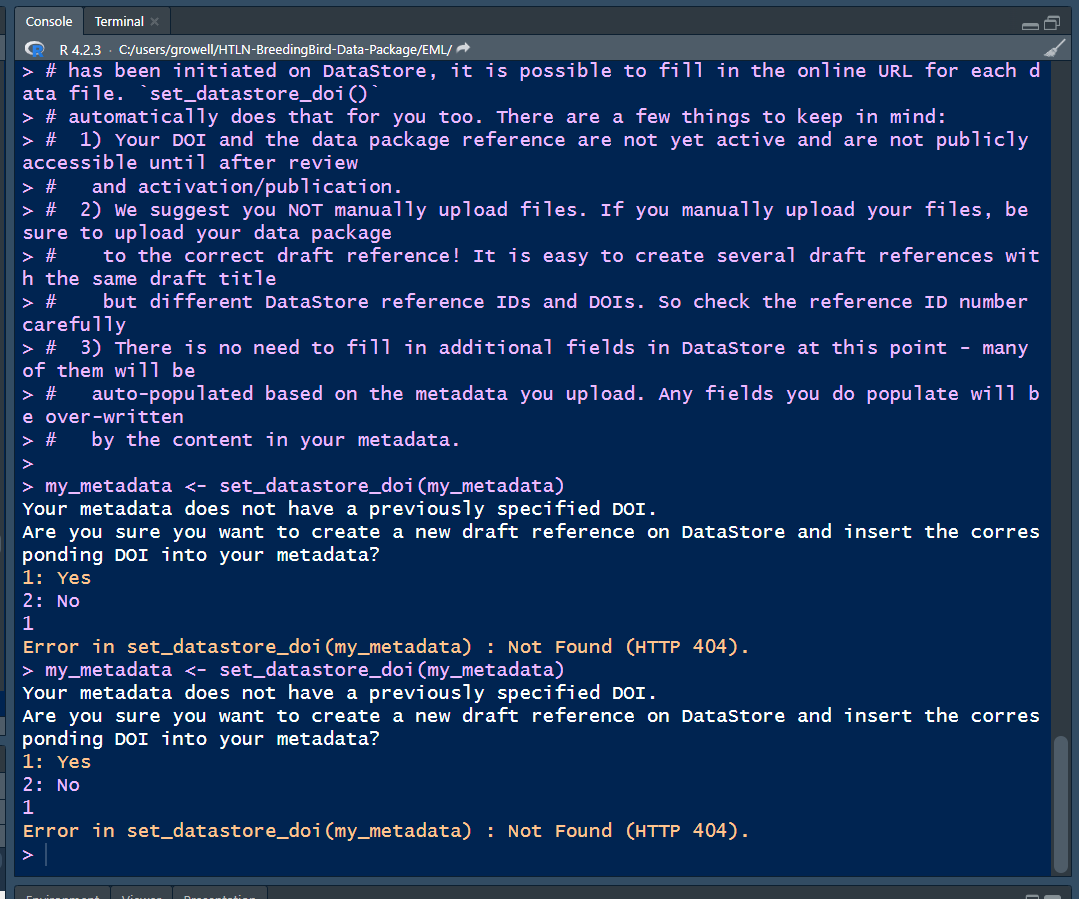 Console Terminal ×
R 4.2.3 · C:/users/growell/HTLN-BreedingBird-Data-Package/EML/
> # has been initiated on DataStore, it is possible to fill in the online URL for each d
ata file. `set_datastore_doi()`
> # automatically does that for you too. There are a few things to keep in mind:
> #  1) Your DOI and the data package reference are not yet active and are not publicly
accessible until after review
> #   and activation/publication.
> #  2) We suggest you NOT manually upload files. If you manually upload your files, be
sure to upload your data package
> #    to the correct draft reference! It is easy to create several draft references wit
h the same draft title
> #    but different DataStore reference IDs and DOIs. So check the reference ID number
carefully
> #  3) There is no need to fill in additional fields in DataStore at this point - many
of them will be
> #   auto-populated based on the metadata you upload. Any fields you do populate will b
e over-written
> #   by the content in your metadata.
>
> my_metadata <- set_datastore_doi(my_metadata)
Your metadata does not have a previously specified DOI.
Are you sure you want to create a new draft reference on DataStore and insert the corres
ponding DOI into your metadata?
1: Yes
2: No
1
Error in set_datastore_doi(my_metadata) : Not Found (HTTP 404).
> my_metadata <- set_datastore_doi(my_metadata)
Your metadata does not have a previously specified DOI.
Are you sure you want to create a new draft reference on DataStore and insert the corres
ponding DOI into your metadata?
1: Yes
2: No
1
Error in set_datastore_doi(my_metadata) : Not Found (HTTP 404).
>
Environment Viewer Presentation